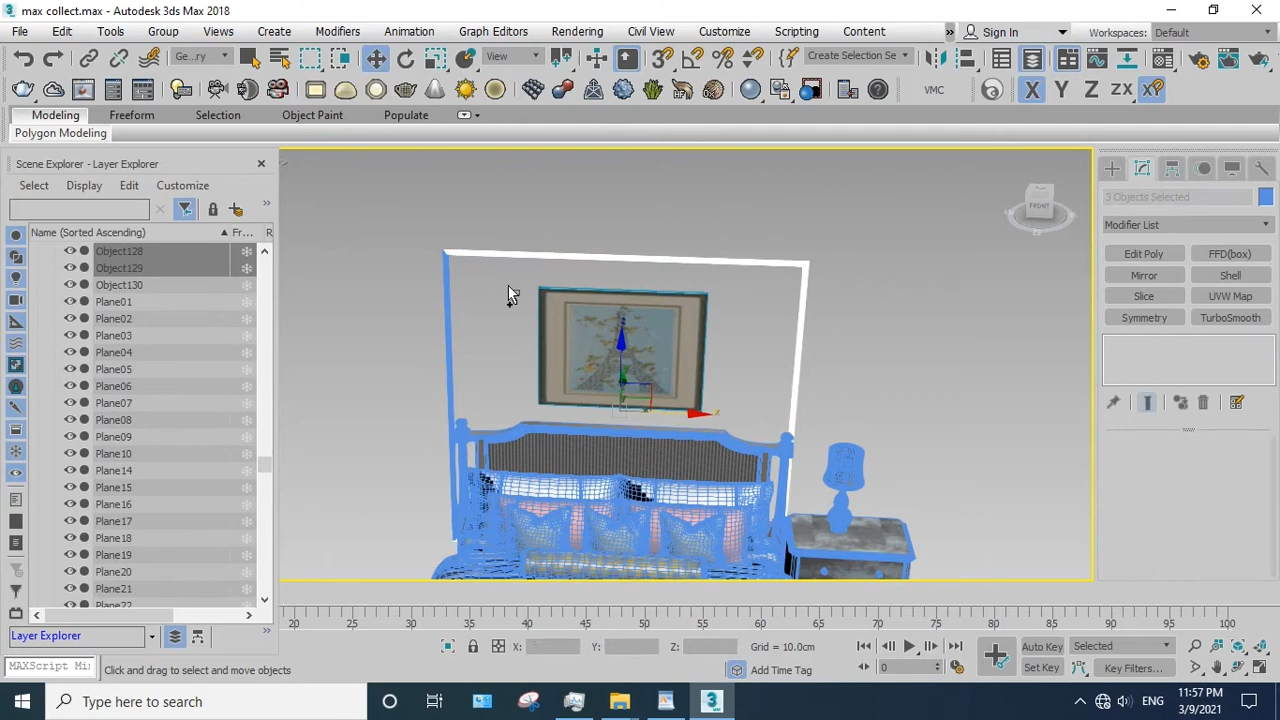 max collect.max - Autodesk 3ds Max 2018
File Edit Tools Group Views Create Modifiers Animation Graph Editors Rendering Civil View Customize Scripting Content » Sign In Workspaces: Default
Ge...ry View Create Selection Se
VMC X Y Z ZX XY
Modeling Freeform Selection Object Paint Populate
Polygon Modeling
Scene Explorer - Layer Explorer
Select Display Edit Customize
Name (Sorted Ascending) Fr... R
Object128
Object129
Object130
Plane01
Plane02
Plane03
Plane04
Plane05
Plane06
Plane07
Plane08
Plane09
Plane10
Plane14
Plane15
Plane16
Plane17
Plane18
Plane19
Plane20
Plane21
Plane22
Layer Explorer
FRONT
x
3 Objects Selected
Modifier List
Edit Poly FFD(box)
Mirror Shell
Slice UVW Map
Symmetry TurboSmooth
20 25 30 35 40 45 50 55 60 65 70 75 80 85 90 95 100
X: Y: Z: Grid = 10.0cm
Auto Key Selected
MAXScript Mi Click and drag to select and move objects
Add Time Tag
0
Set Key Key Filters...
Type here to search
3 MAX
ENG
11:57 PM
3/9/2021